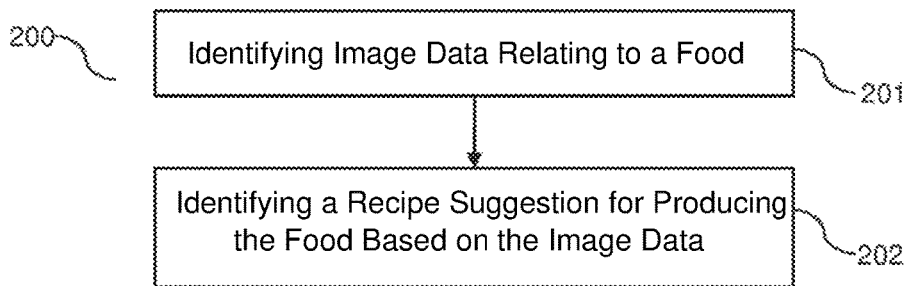 200
Identifying Image Data Relating to a Food
201
Identifying a Recipe Suggestion for Producing
the Food Based on the Image Data
202